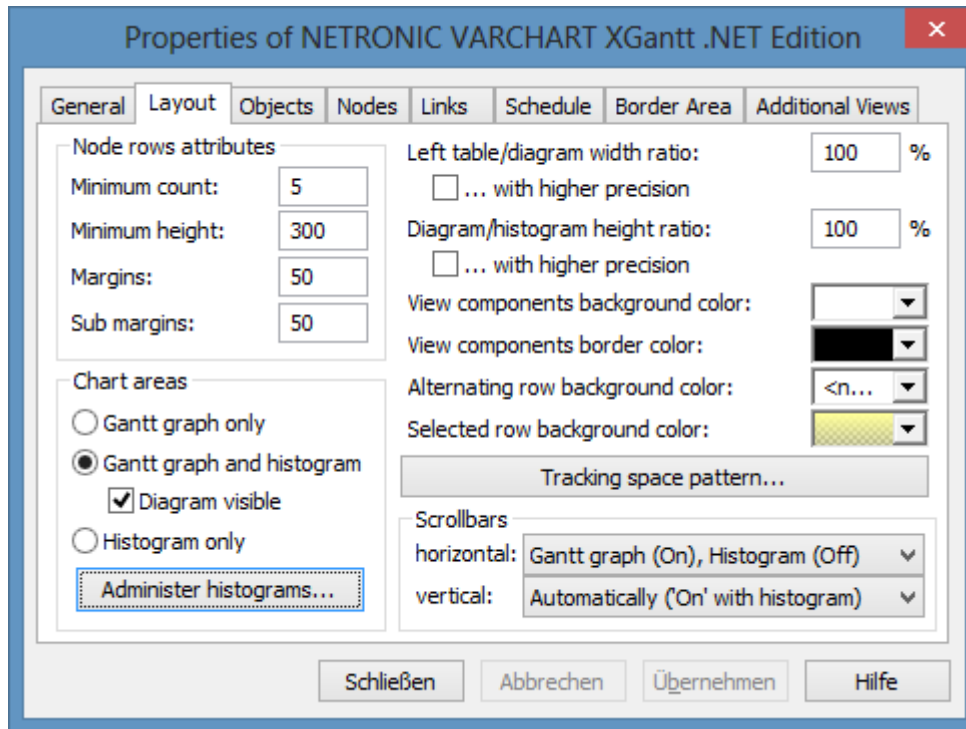 Properties of NETRONIC VARCHART XGantt .NET Edition
General Layout Objects Nodes Links Schedule Border Area Additional Views
Node rows attributes
Minimum count: 5
Minimum height: 300
Margins: 50
Sub margins: 50
Chart areas
Gantt graph only
Gantt graph and histogram
Diagram visible
Histogram only
Administer histograms...
Left table/diagram width ratio: 100 %
... with higher precision
Diagram/histogram height ratio: 100 %
... with higher precision
View components background color:
View components border color:
Alternating row background color: <n...
Selected row background color:
Tracking space pattern...
Scrollbars
horizontal: Gantt graph (On), Histogram (Off)
vertical: Automatically ('On' with histogram)
Schließen Abbrechen Übernehmen Hilfe